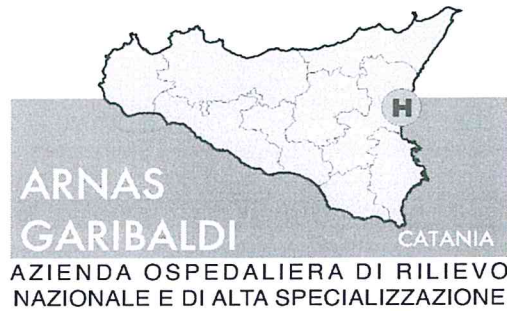 H
ARNAS
GARIBALDI
CATANIA
AZIENDA OSPEDALIERA DI RILIEVO
NAZIONALE E DI ALTA SPECIALIZZAZIONE